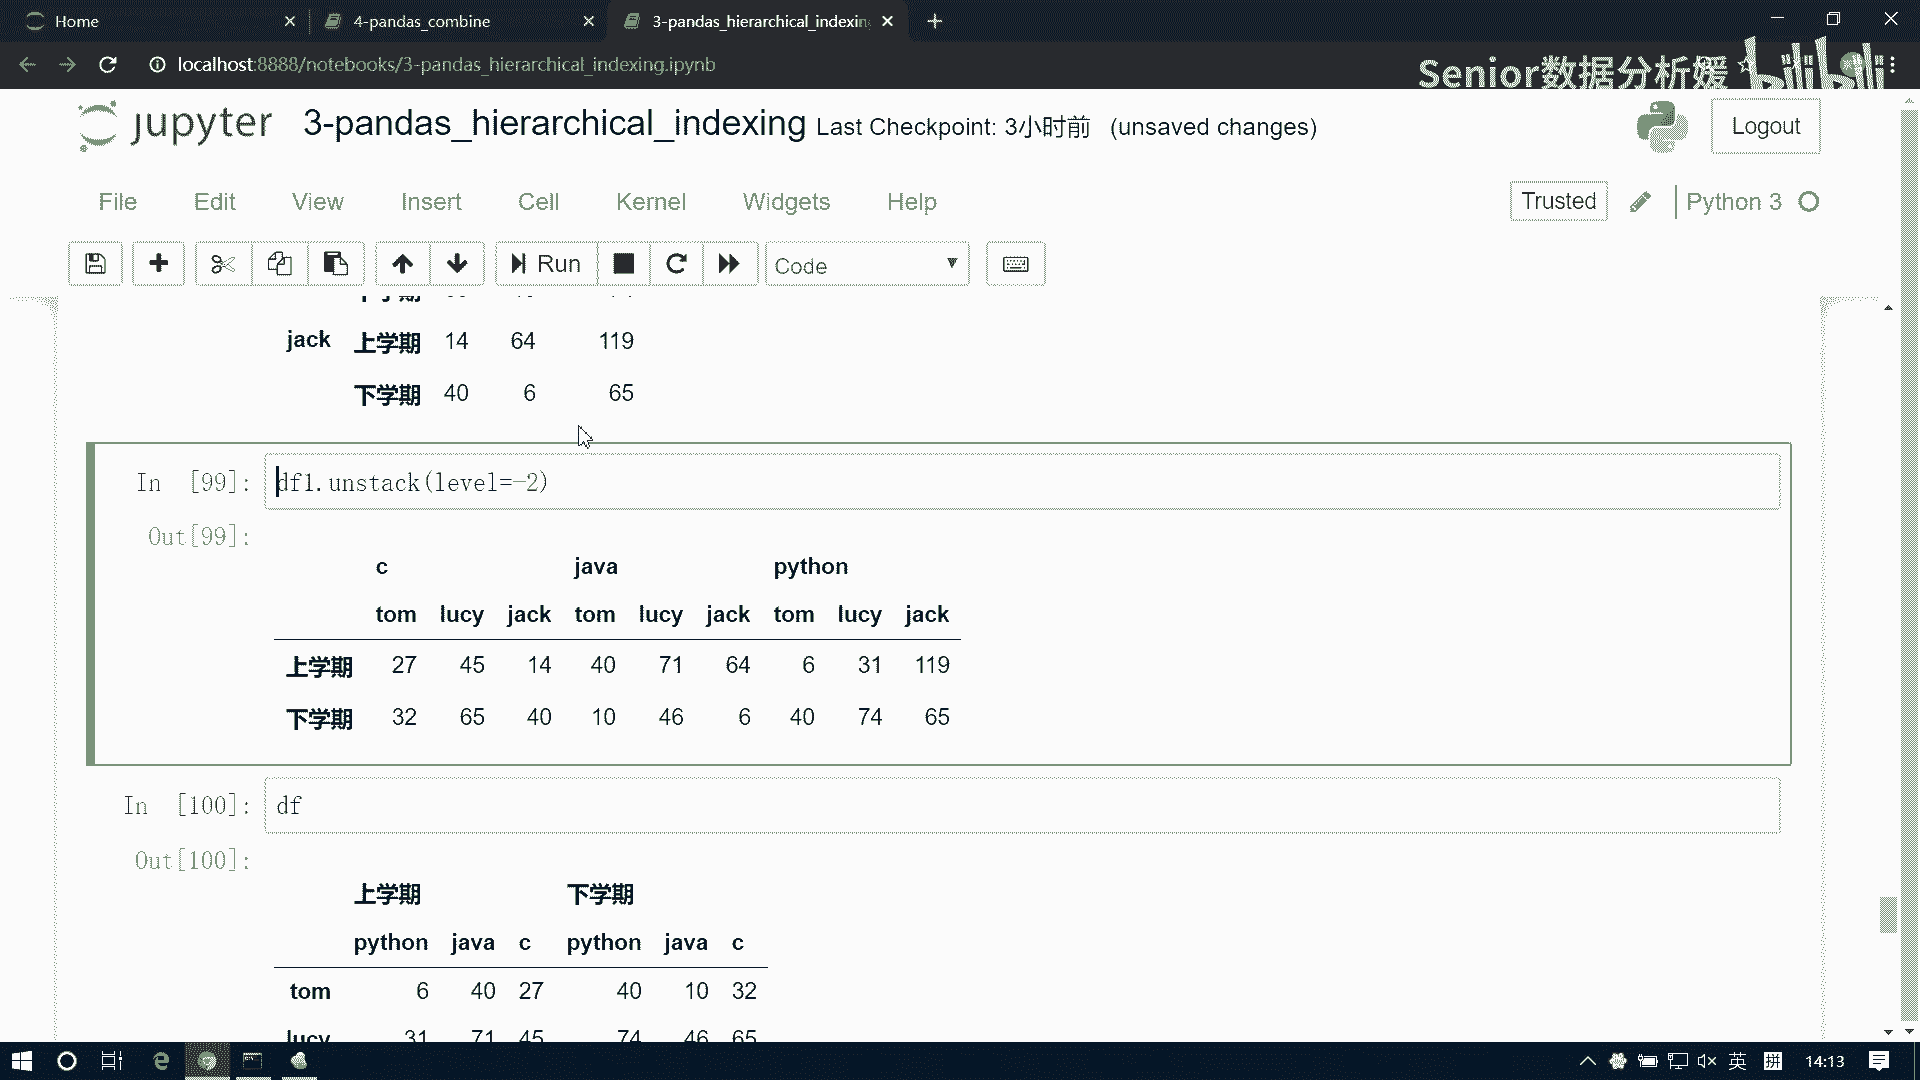 Home
4-pandas_combine
3-pandas_hierarchical_indexin
localhost:8888/notebooks/3-pandas_hierarchical_indexing.ipynb
Senior数据分析媛
bilibili
jupyter 3-pandas_hierarchical_indexing Last Checkpoint: 3小时前 (unsaved changes)
Logout
File Edit View Insert Cell Kernel Widgets Help
Trusted
Python 3
Run
Code
jack 上学期 14 64 119
下学期 40 6 65
In [99]: df1.unstack(level=-2)
Out[99]:
c java python
tom lucy jack tom lucy jack tom lucy jack
上学期 27 45 14 40 71 64 6 31 119
下学期 32 65 40 10 46 6 40 74 65
In [100]: df
Out[100]:
上学期 下学期
python java c python java c
tom 6 40 27 40 10 32
lucy 31 71 45 74 46 65
英 拼 14:13